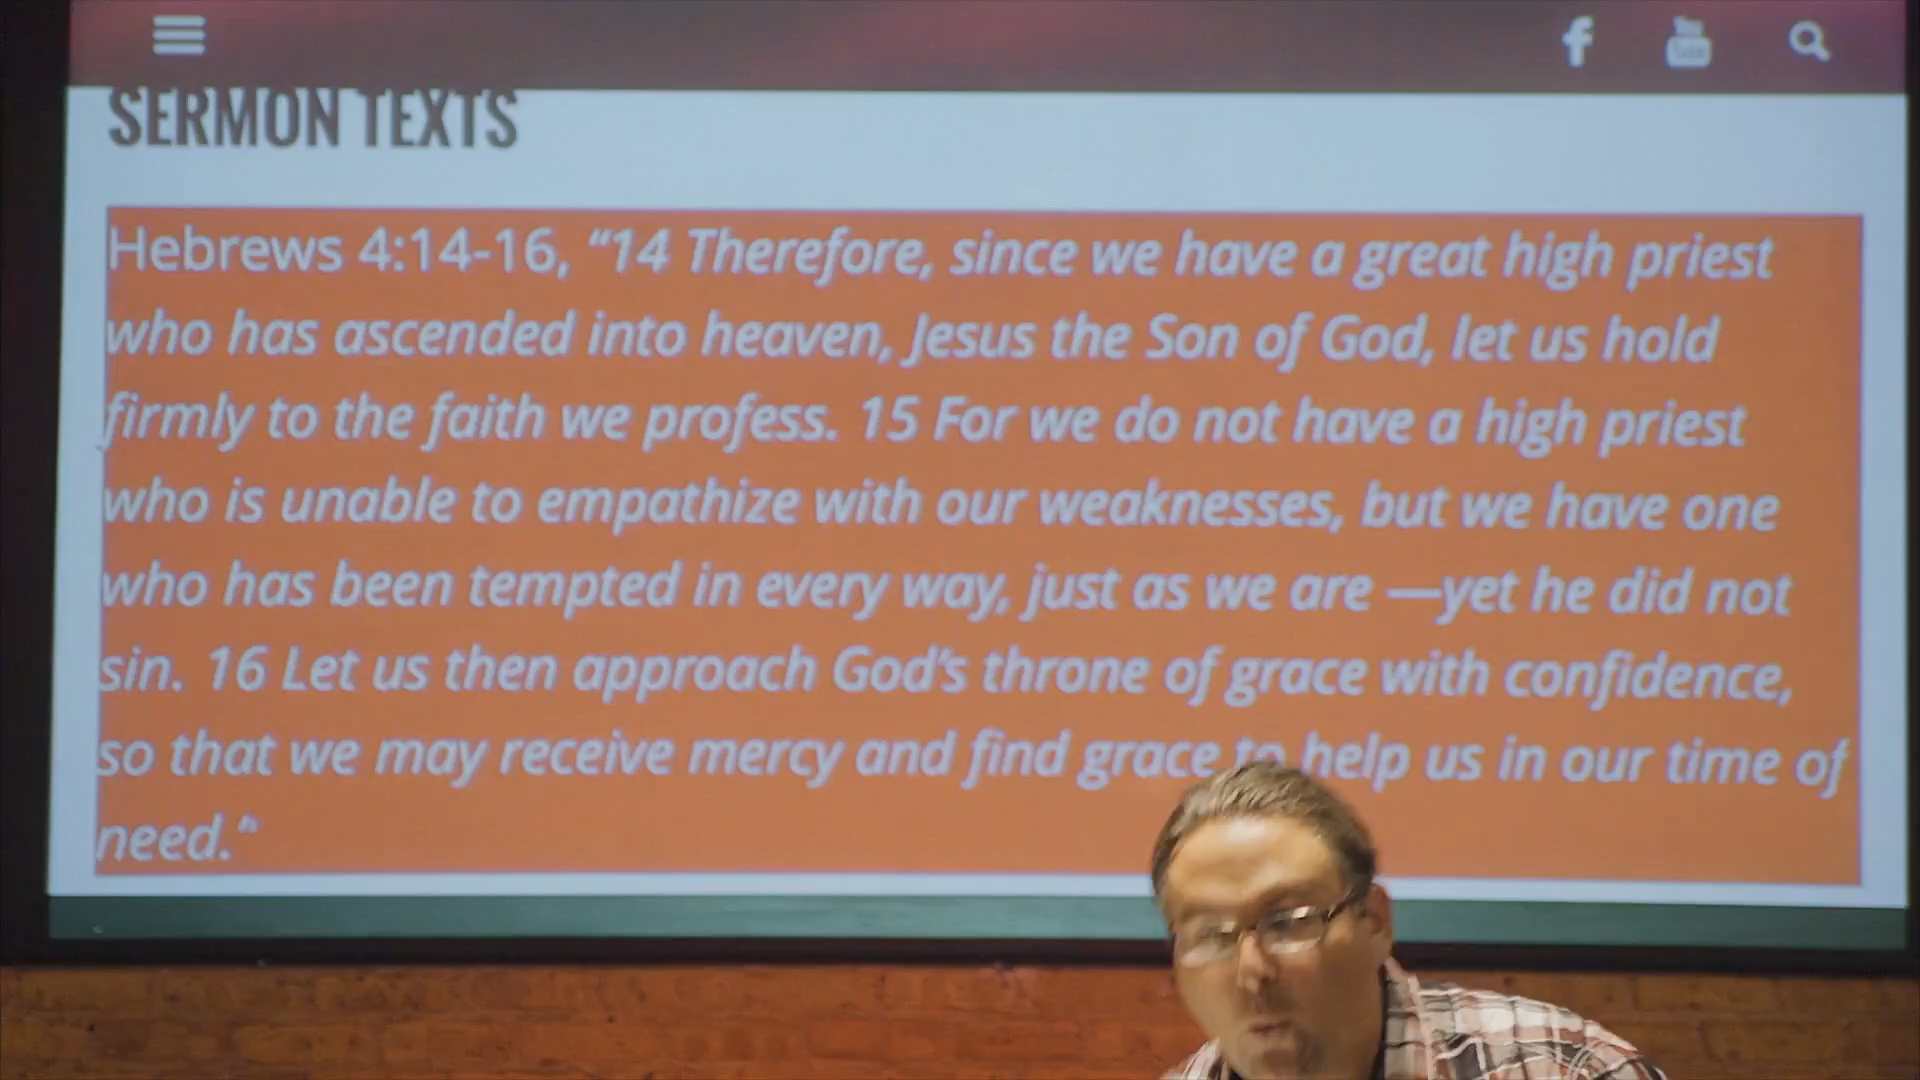 f You Tube
SERMON TEXTS
Hebrews 4:14-16, “14 Therefore, since we have a great high priest
who has ascended into heaven, Jesus the Son of God, let us hold
firmly to the faith we profess. 15 For we do not have a high priest
who is unable to empathize with our weaknesses, but we have one
who has been tempted in every way, just as we are —yet he did not
sin. 16 Let us then approach God’s throne of grace with confidence,
so that we may receive mercy and find grace to help us in our time of
need.”